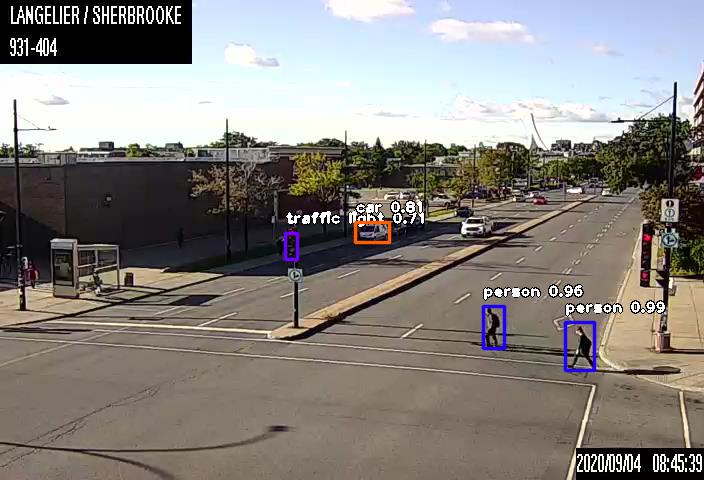 LANGELIER / SHERBROOKE
931-404
car 0.81
traffic light 0.71
person 0.96
person 0.99
2020/09/04 08:45:39